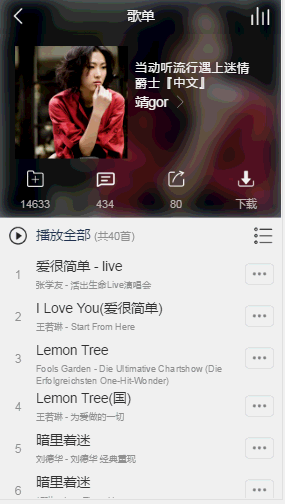 歌单
当动听流行遇上迷情
爵士『中文』
靖gor
14633
434
80
下载
播放全部 (共40首)
1
爱很简单 - live
张学友 - 活出生命Live演唱会
2
I Love You(爱很简单)
王若琳 - Start From Here
3
Lemon Tree
Fools Garden - Die Ultimative Chartshow (Die
Erfolgreichsten One-Hit-Wonder)
4
Lemon Tree(国)
王若琳 - 为爱做的一切
5
暗里着迷
刘德华 - 刘德华 经典重现
6
暗里着迷